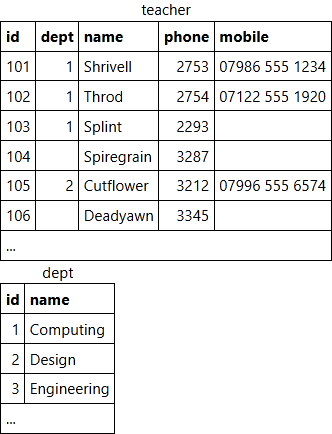 teacher
id dept name phone mobile
101 1 Shrivell 2753 07986 555 1234
102 1 Throd 2754 07122 555 1920
103 1 Splint 2293
104 Spiregrain 3287
105 2 Cutflower 3212 07996 555 6574
106 Deadyawn 3345
...
dept
id name
1 Computing
2 Design
3 Engineering
...